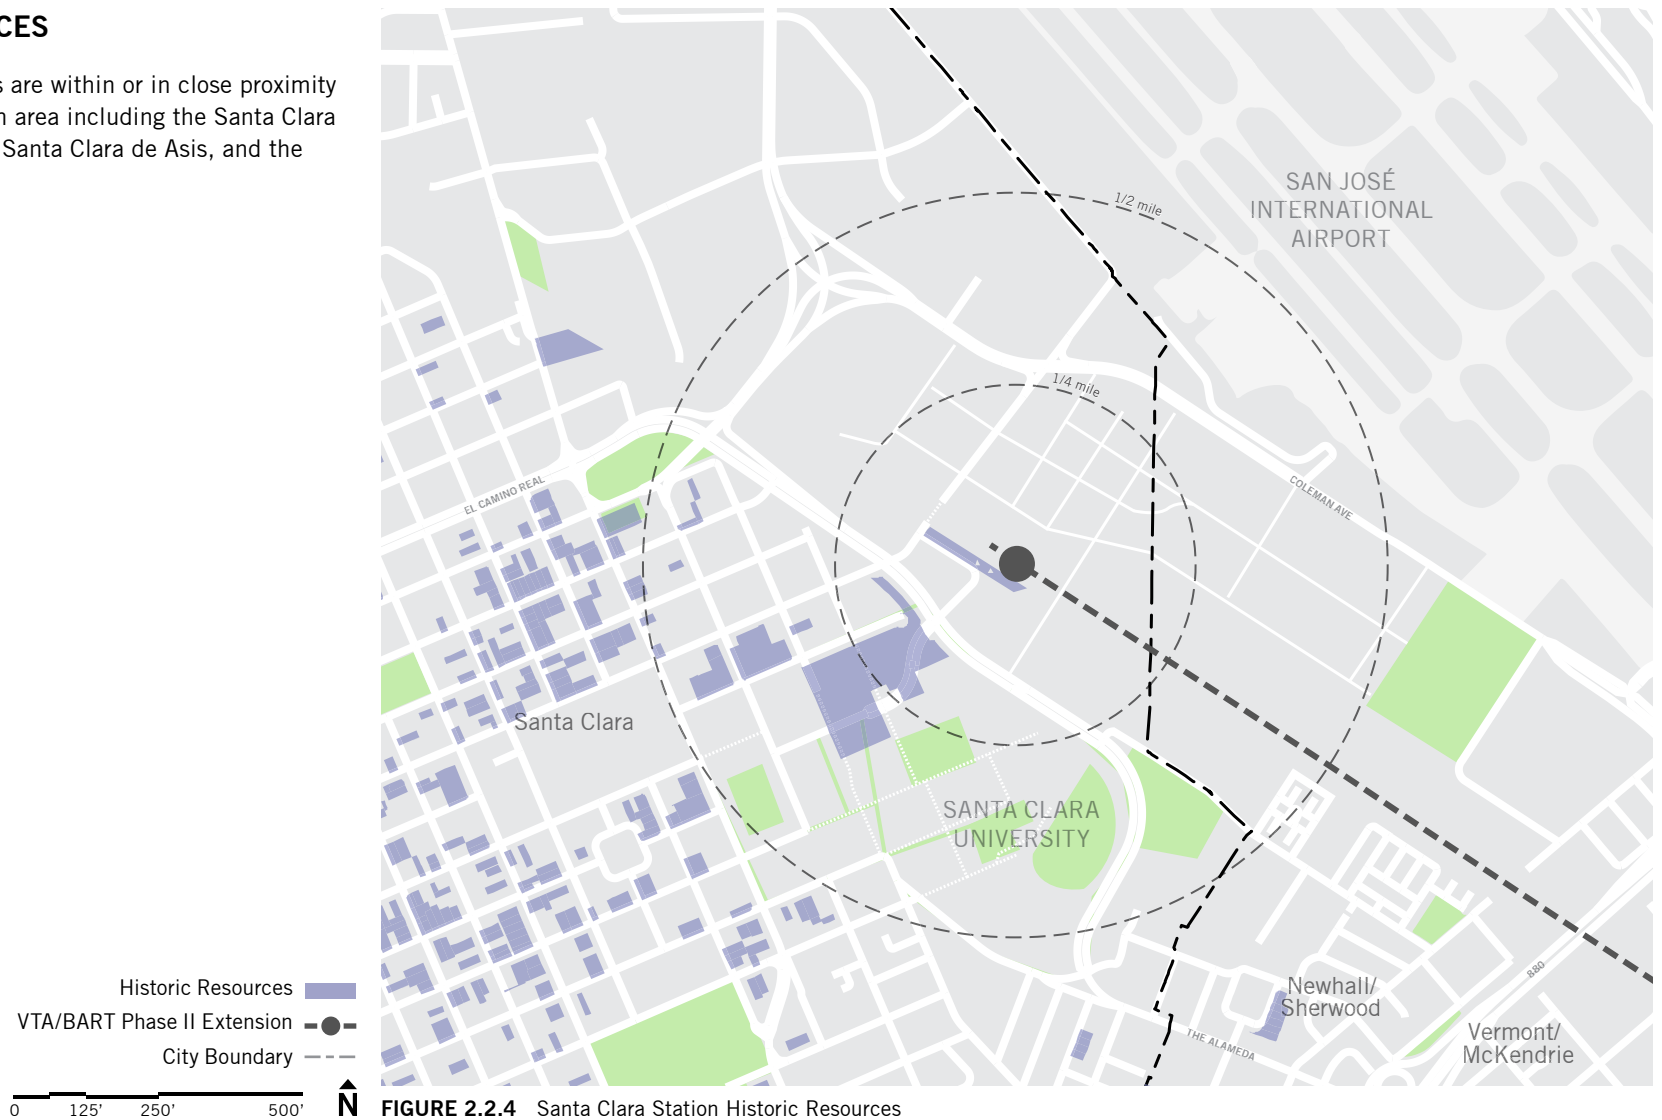 CES
s are within or in close proximity
n area including the Santa Clara
Santa Clara de Asis, and the
SAN JOSÉ
INTERNATIONAL
AIRPORT
1/2 mile
1/4 mile
EL CAMINO REAL
COLEMAN AVE
Santa Clara
SANTA CLARA
UNIVERSITY
880
Newhall/
Sherwood
THE ALAMEDA
Vermont/
McKendrie
Historic Resources
VTA/BART Phase II Extension
City Boundary
0 125' 250' 500'
N
FIGURE 2.2.4 Santa Clara Station Historic Resources